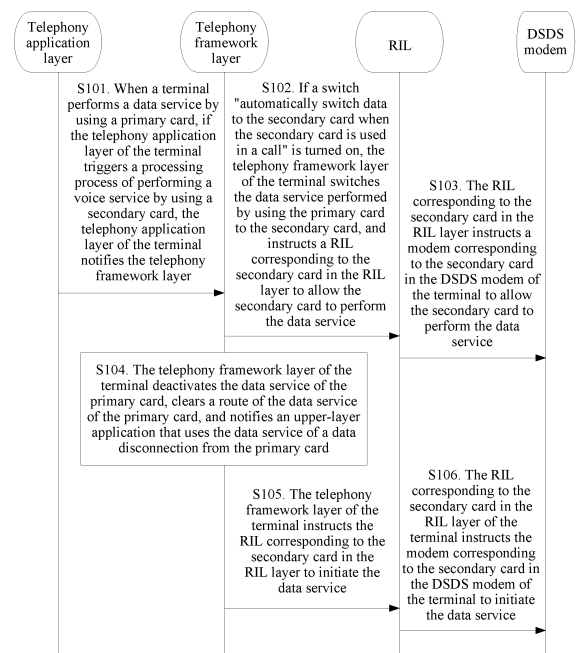 Telephony
application
layer
Telephony
framework
layer
RIL
DSDS
modem
S101. When a terminal
performs a data service by
using a primary card, if
the telephony application
layer of the terminal
triggers a processing
process of performing a
voice service by using a
secondary card, the
telephony application
layer of the terminal
notifies the telephony
framework layer
S102. If a switch
"automatically switch data
to the secondary card when
the secondary card is used
in a call" is turned on, the
telephony framework layer
of the terminal switches
the data service performed
by using the primary card
to the secondary card, and
instructs a RIL
corresponding to the
secondary card in the RIL
layer to allow the
secondary card to perform
the data service
S103. The RIL
corresponding to the
secondary card in the
RIL layer instructs a
modem corresponding
to the secondary card
in the DSDS modem of
the terminal to allow
the secondary card to
perform the data
service
S104. The telephony framework layer of the
terminal deactivates the data service of the
primary card, clears a route of the data service
of the primary card, and notifies an upper-layer
application that uses the data service of a data
disconnection from the primary card
S105. The telephony
framework layer of the
terminal instructs the
RIL corresponding to the
secondary card in the
RIL layer to initiate the
data service
S106. The RIL
corresponding to the
secondary card in the
RIL layer of the
terminal instructs the
modem corresponding
to the secondary card in
the DSDS modem of
the terminal to initiate
the data service